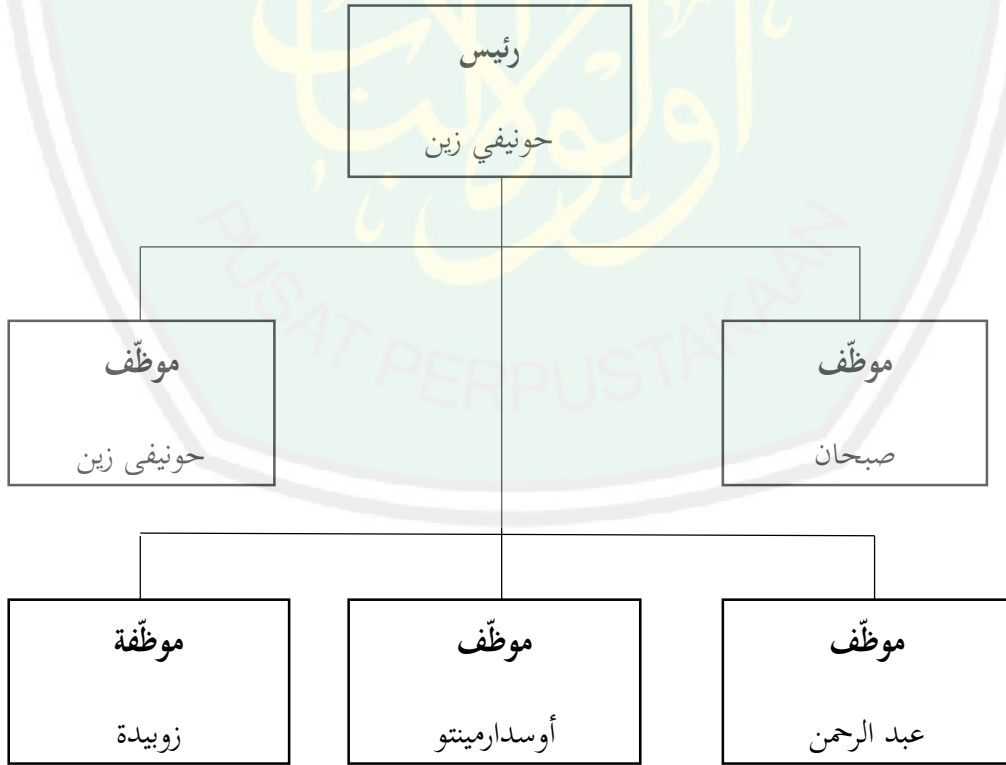 رئيس
حونيفي زين
موظّف
صبحان
موظّف
حونيفى زين
موظّف
عبد الرحمن
موظّف
أوسدارمينتو
موظّفة
زوبيدة
PUSAT PERPUSTAKAAN